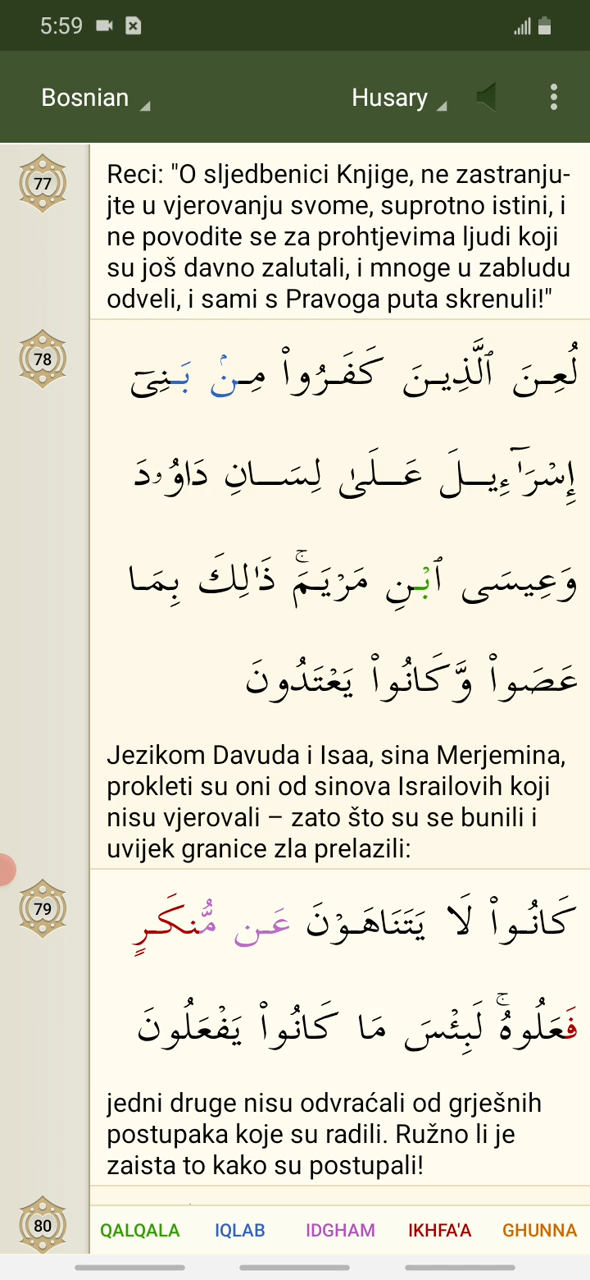 5:59
Bosnian
Husary
77
Reci: "O sljedbenici Knjige, ne zastranju-
jte u vjerovanju svome, suprotno istini, i
ne povodite se za prohtjevima ljudi koji
su još davno zalutali, i mnoge u zabludu
odveli, i sami s Pravoga puta skrenuli!"
78
لُعِنَ ٱلَّذِينَ كَفَرُوا۟ مِنۢ بَنِىٓ
إِسْرَٰٓءِيلَ عَلَىٰ لِسَانِ دَاوُۥدَ
وَعِيسَى ٱبْنِ مَرْيَمَ ۚ ذَٰلِكَ بِمَا
عَصَوا۟ وَّكَانُوا۟ يَعْتَدُونَ
Jezikom Davuda i Isaa, sina Merjemina,
prokleti su oni od sinova Israilovih koji
nisu vjerovali – zato što su se bunili i
uvijek granice zla prelazili:
79
كَانُوا۟ لَا يَتَنَاهَوْنَ عَن مُّنكَرٍ
فَعَلُوهُ ۚ لَبِئْسَ مَا كَانُوا۟ يَفْعَلُونَ
jedni druge nisu odvraćali od grješnih
postupaka koje su radili. Ružno li je
zaista to kako su postupali!
80
QALQALA IQLAB IDGHAM IKHFA'A GHUNNA